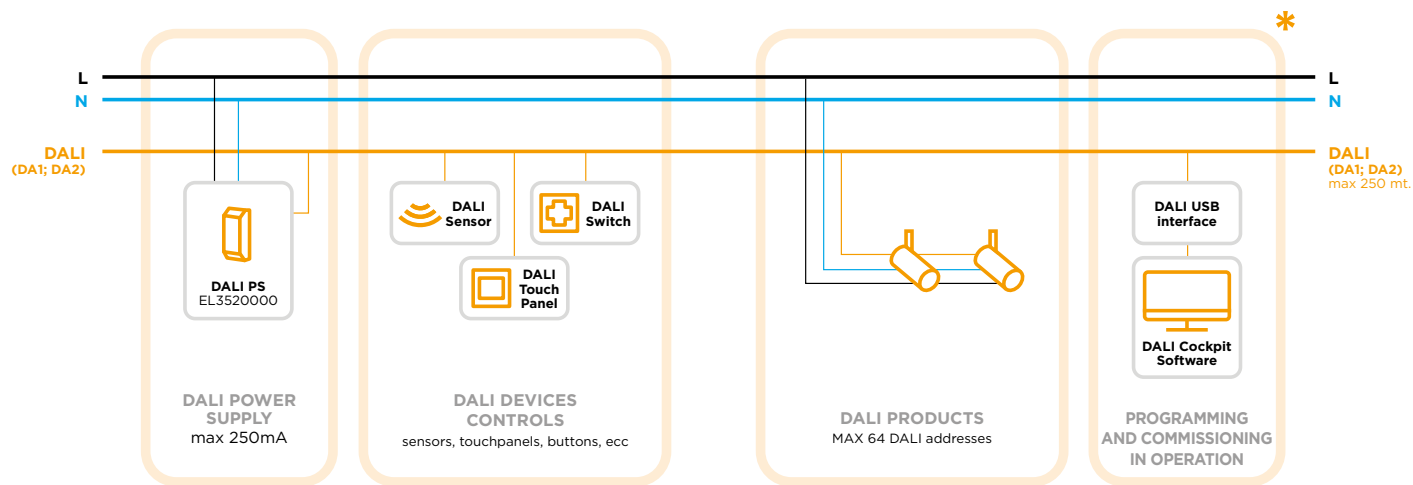 *
L
L
N
N
DALI
(DA1; DA2)
DALI
(DA1; DA2)
max 250 mt.
DALI PS
EL3520000
DALI
Sensor
DALI
Switch
DALI
Touch
Panel
DALI USB
interface
DALI Cockpit
Software
DALI POWER
SUPPLY
max 250mA
DALI DEVICES
CONTROLS
sensors, touchpanels, buttons, ecc
DALI PRODUCTS
MAX 64 DALI addresses
PROGRAMMING
AND COMMISSIONING
IN OPERATION